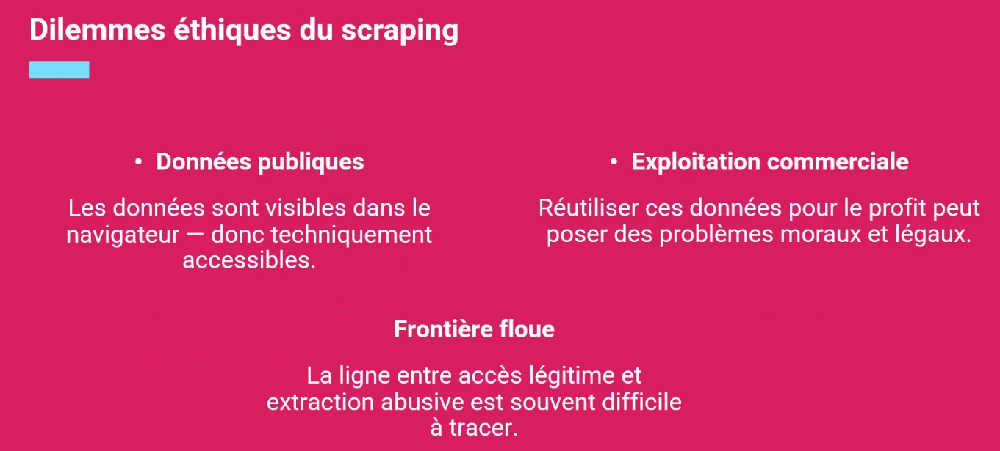 Dilemmes éthiques du scraping
• Données publiques
Les données sont visibles dans le
navigateur — donc techniquement
accessibles.
• Exploitation commerciale
Réutiliser ces données pour le profit peut
poser des problèmes moraux et légaux.
Frontière floue
La ligne entre accès légitime et
extraction abusive est souvent difficile
à tracer.